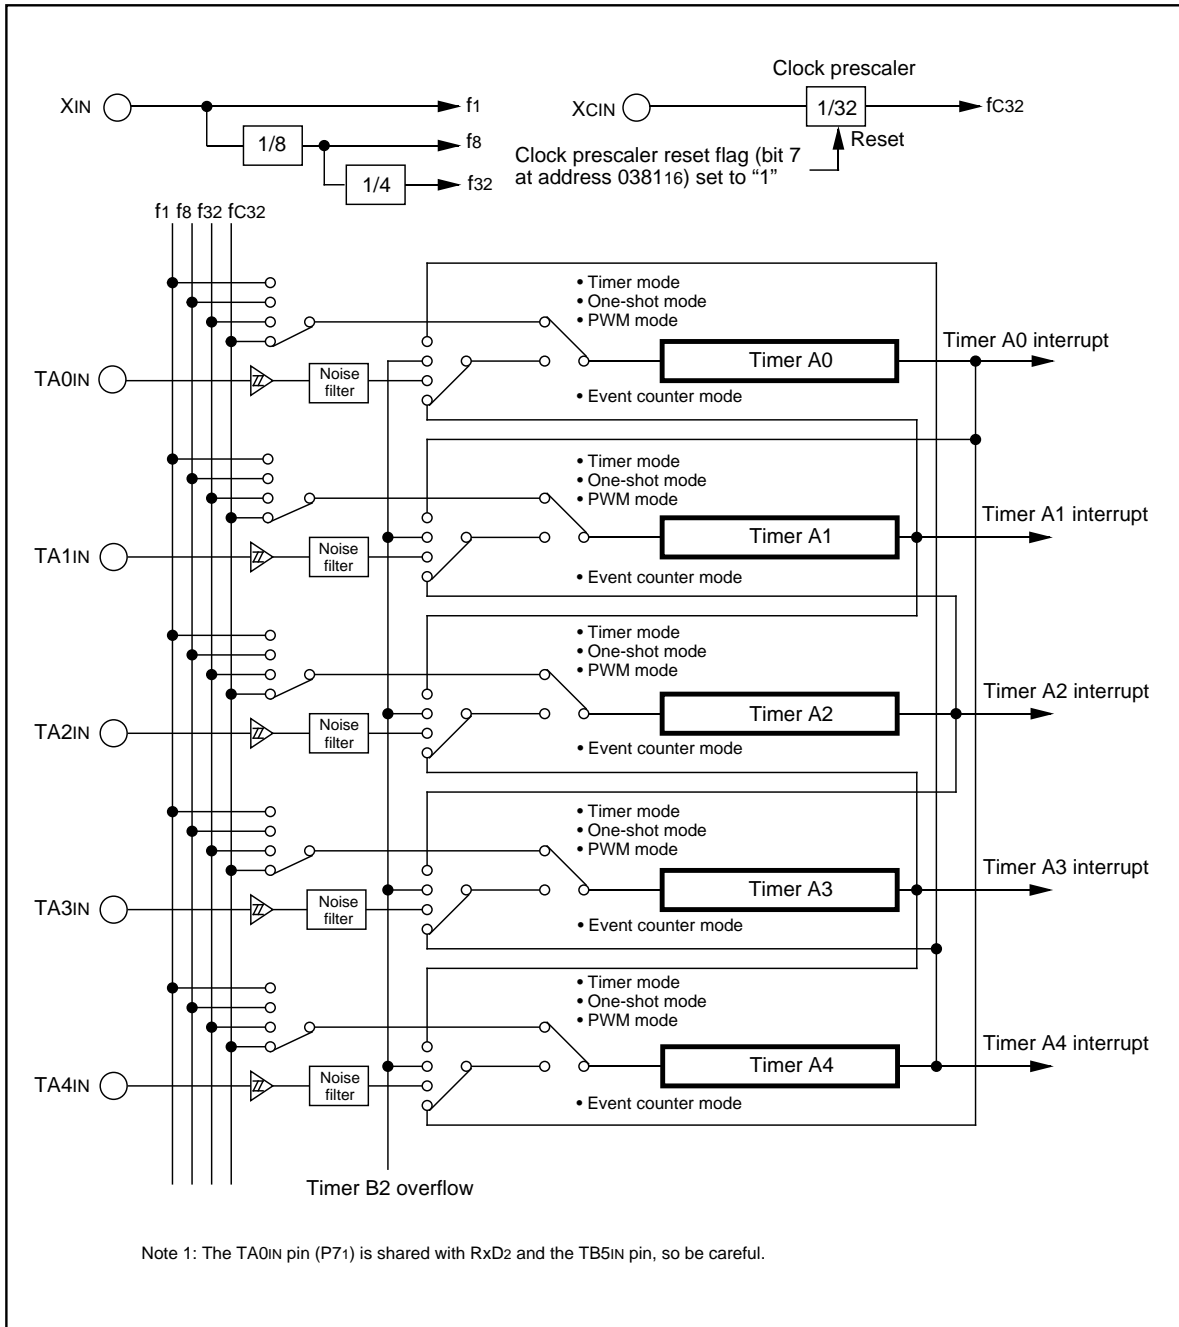 Clock prescaler
XIN
f1
XCIN
1/32
fC32
1/8
f8
Reset
Clock prescaler reset flag (bit 7
at address 038116) set to “1”
1/4
f32
f1 f8 f32 fC32
• Timer mode
• One-shot mode
• PWM mode
Timer A0 interrupt
Timer A0
TA0IN
Noise
filter
• Event counter mode
• Timer mode
• One-shot mode
• PWM mode
Timer A1 interrupt
Timer A1
TA1IN
Noise
filter
• Event counter mode
• Timer mode
• One-shot mode
• PWM mode
Timer A2 interrupt
Timer A2
TA2IN
Noise
filter
• Event counter mode
• Timer mode
• One-shot mode
• PWM mode
Timer A3 interrupt
Timer A3
TA3IN
Noise
filter
• Event counter mode
• Timer mode
• One-shot mode
• PWM mode
Timer A4 interrupt
Timer A4
TA4IN
Noise
filter
• Event counter mode
Timer B2 overflow
Note 1: The TA0IN pin (P71) is shared with RxD2 and the TB5IN pin, so be careful.